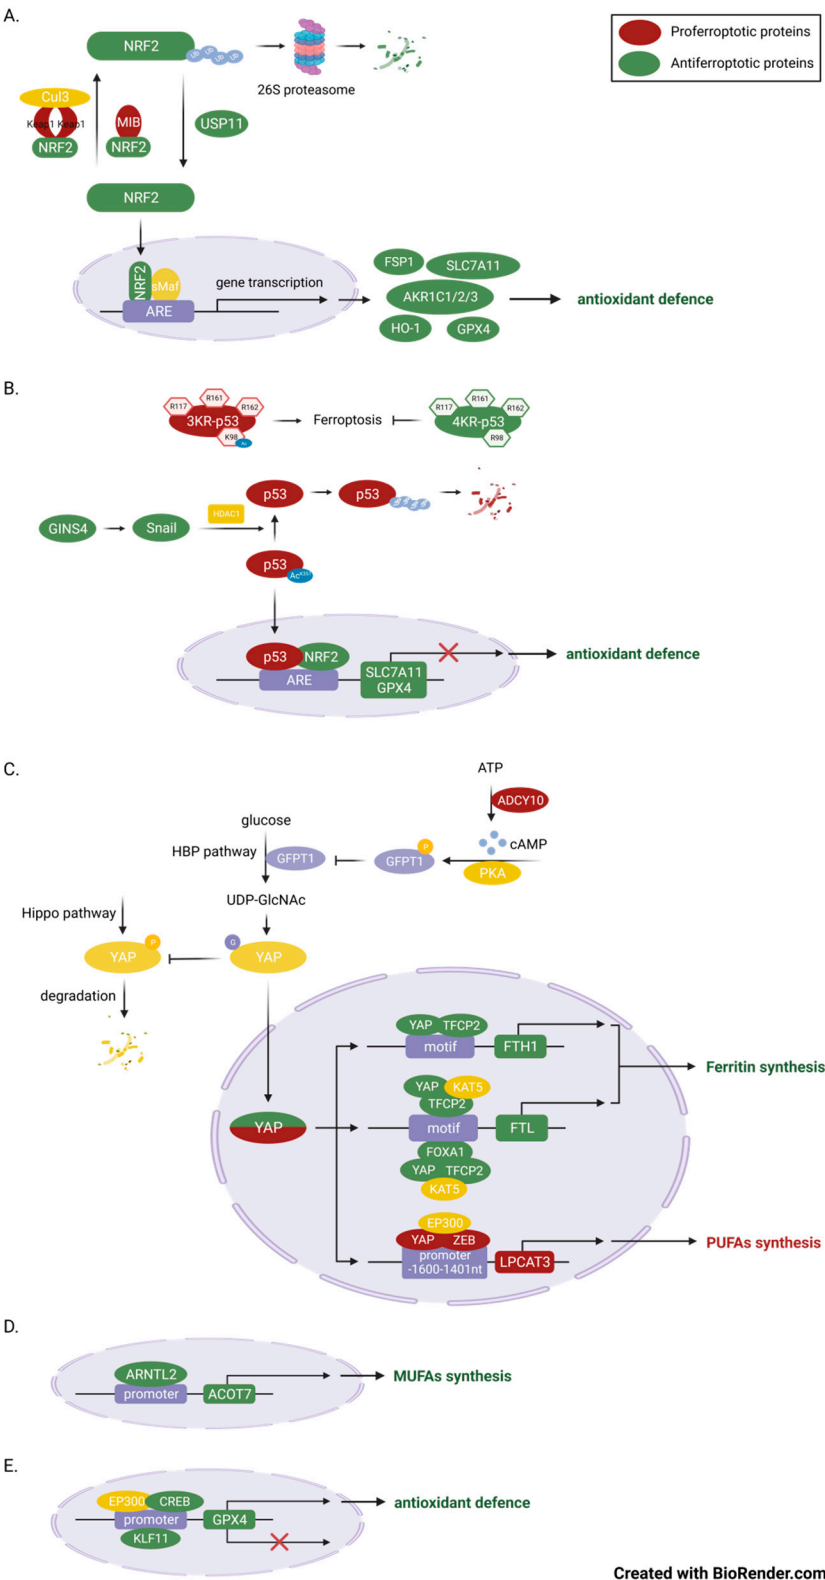 A.
Proferroptotic proteins
Antiferroptotic proteins
NRF2
Ub Ub Ub Ub
26S proteasome
Cul3
Keap1 Keap1
NRF2
MIB
NRF2
USP11
NRF2
NRF2
sMaf
ARE
gene transcription
FSP1
SLC7A11
AKR1C1/2/3
HO-1
GPX4
antioxidant defence
B.
R117
R161
R162
3KR-p53
K98
Ac
Ferroptosis
R117
R161
R162
4KR-p53
R98
p53
p53
HDAC1
GINS4
Snail
p53
p53
NRF2
ARE
SLC7A11
GPX4
antioxidant defence
C.
ATP
ADCY10
cAMP
PKA
glucose
HBP pathway
GFPT1
GFPT1
P
UDP-GlcNAc
Hippo pathway
YAP
P
G
YAP
degradation
YAP
YAP TFCP2
motif
FTH1
YAP KAT5
TFCP2
motif
FTL
FOXA1
YAP TFCP2
KAT5
Ferritin synthesis
EP300
YAP ZEB
promoter
-1600-1401nt
LPCAT3
PUFAs synthesis
D.
ARNTL2
promoter
ACOT7
MUFAs synthesis
E.
EP300 CREB
promoter
GPX4
KLF11
antioxidant defence
Created with BioRender.com